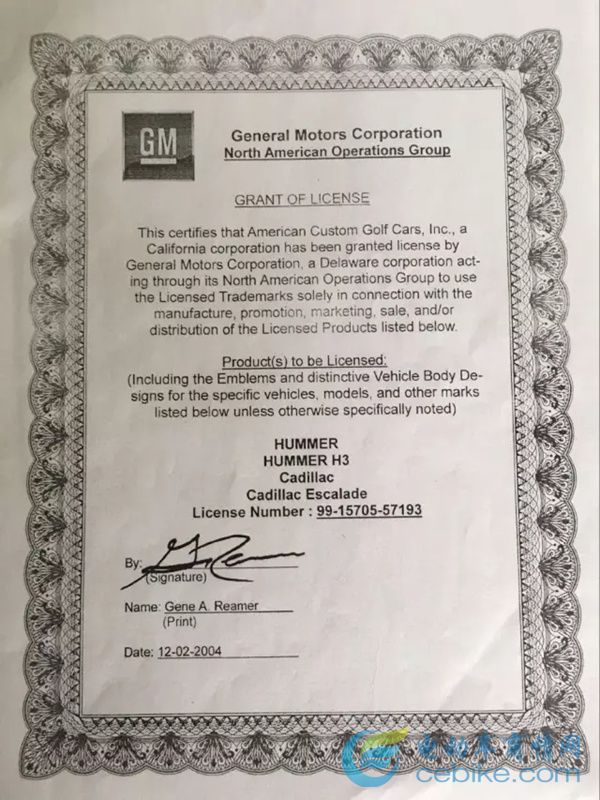 GM
General Motors Corporation
North American Operations Group
GRANT OF LICENSE
This certifies that American Custom Golf Cars, Inc., a
California corporation has been granted license by
General Motors Corporation, a Delaware corporation act-
ing through its North American Operations Group to use
the Licensed Trademarks solely in connection with the
manufacture, promotion, marketing, sale, and/or
distribution of the Licensed Products listed below.
Product(s) to be Licensed:
(Including the Emblems and distinctive Vehicle Body De-
signs for the specific vehicles, models, and other marks
listed below unless otherwise specifically noted)
HUMMER
HUMMER H3
Cadillac
Cadillac Escalade
License Number : 99-15705-57193
By:
(Signature)
Name: Gene A. Reamer
(Print)
Date: 12-02-2004
cebike.com